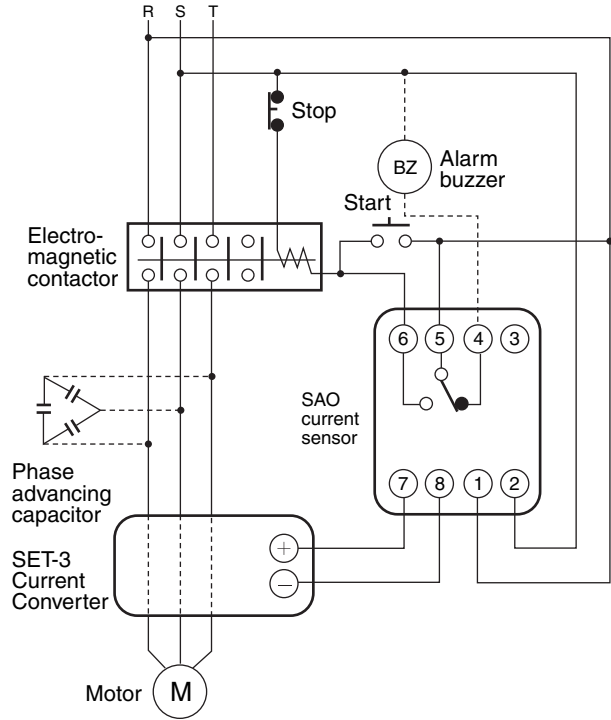 R S T
Stop
BZ
Alarm
buzzer
Start
Electro-
magnetic
contactor
6 5 4 3
SAO
current
sensor
7 8 1 2
Phase
advancing
capacitor
SET-3
Current
Converter
+
−
Motor
M